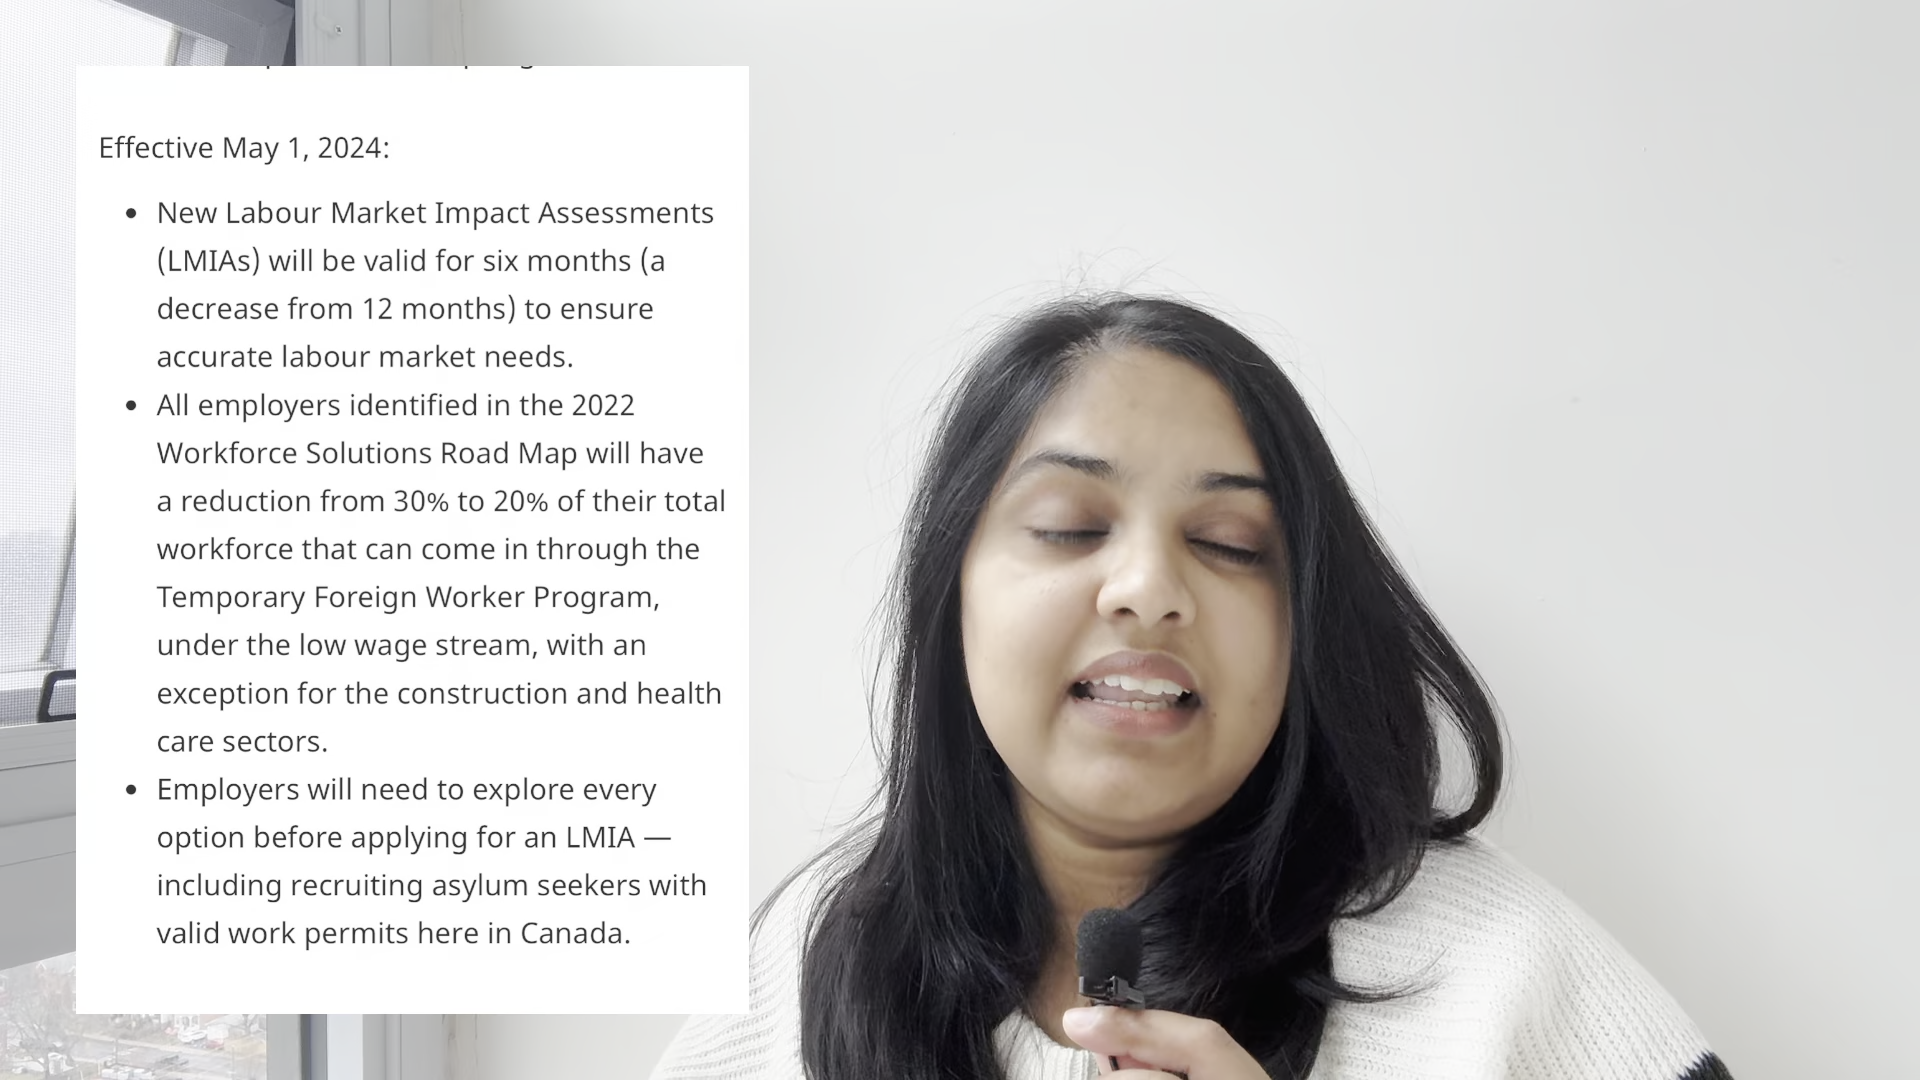 Effective May 1, 2024:
• New Labour Market Impact Assessments
(LMIAs) will be valid for six months (a
decrease from 12 months) to ensure
accurate labour market needs.
• All employers identified in the 2022
Workforce Solutions Road Map will have
a reduction from 30% to 20% of their total
workforce that can come in through the
Temporary Foreign Worker Program,
under the low wage stream, with an
exception for the construction and health
care sectors.
• Employers will need to explore every
option before applying for an LMIA —
including recruiting asylum seekers with
valid work permits here in Canada.